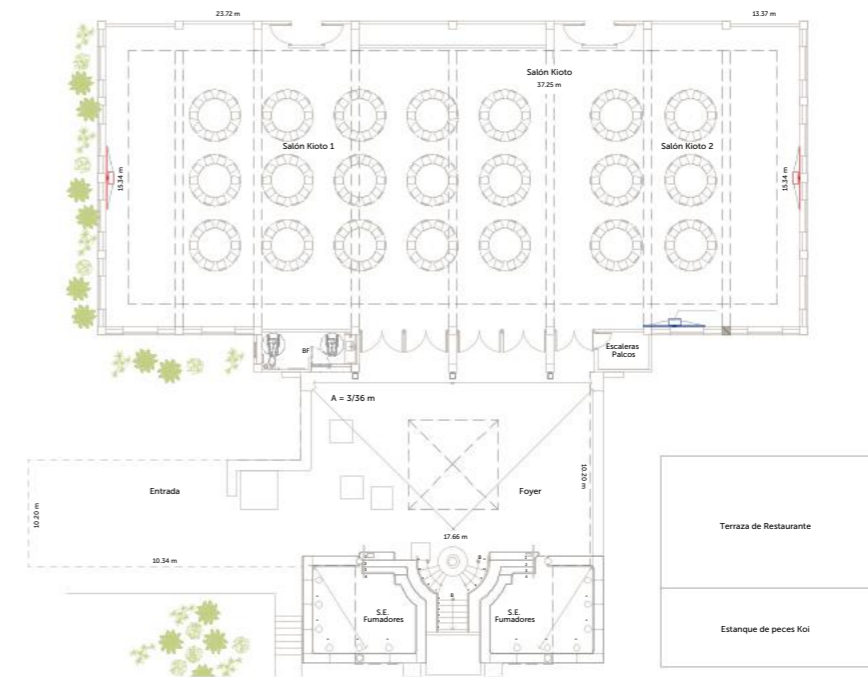 23.72 m
13.37 m
Salón Kioto
37.25 m
Salón Kioto 1
Salón Kioto 2
15.34 m
15.34 m
BF
Escaleras
Palcos
A = 3/36 m
Entrada
Foyer
10.20 m
10.20 m
Terraza de Restaurante
17.66 m
10.34 m
S.E.
Fumadores
S.E.
Fumadores
Estanque de peces Koi